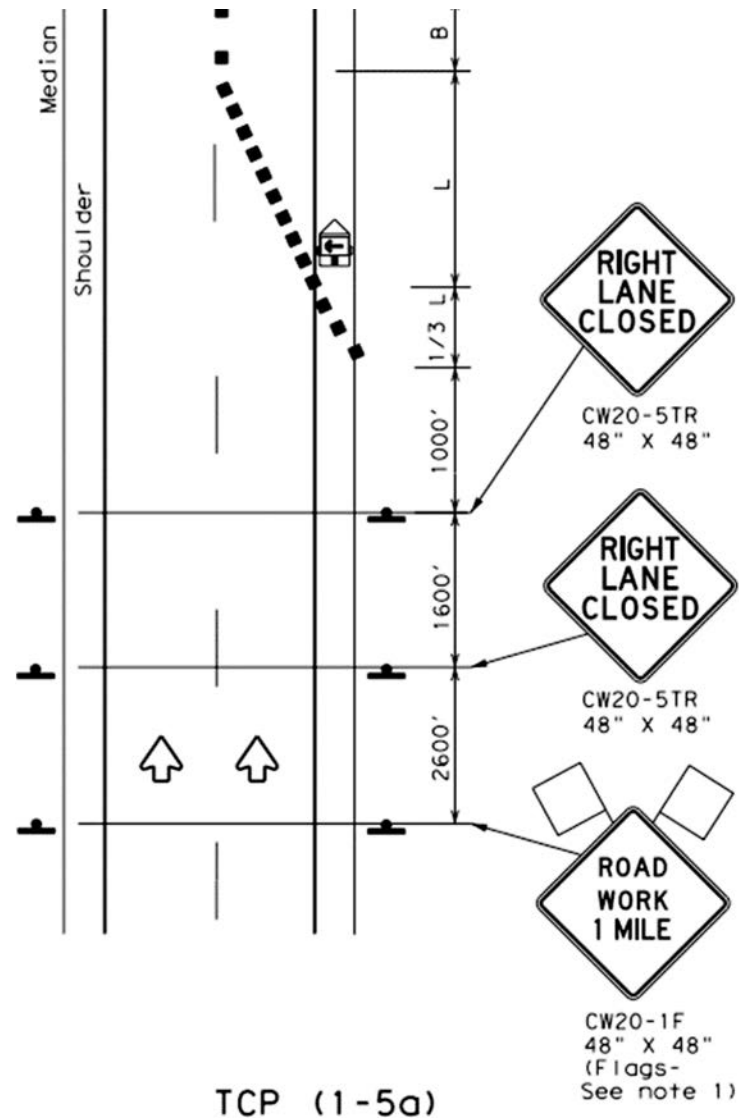 Median
Shoulder
B
L
1/3 L
1000'
1600'
2600'
RIGHT
LANE
CLOSED
CW20-5TR
48" X 48"
RIGHT
LANE
CLOSED
CW20-5TR
48" X 48"
ROAD
WORK
1 MILE
CW20-1F
48" X 48"
(Flags-
See note 1)
TCP (1-5a)